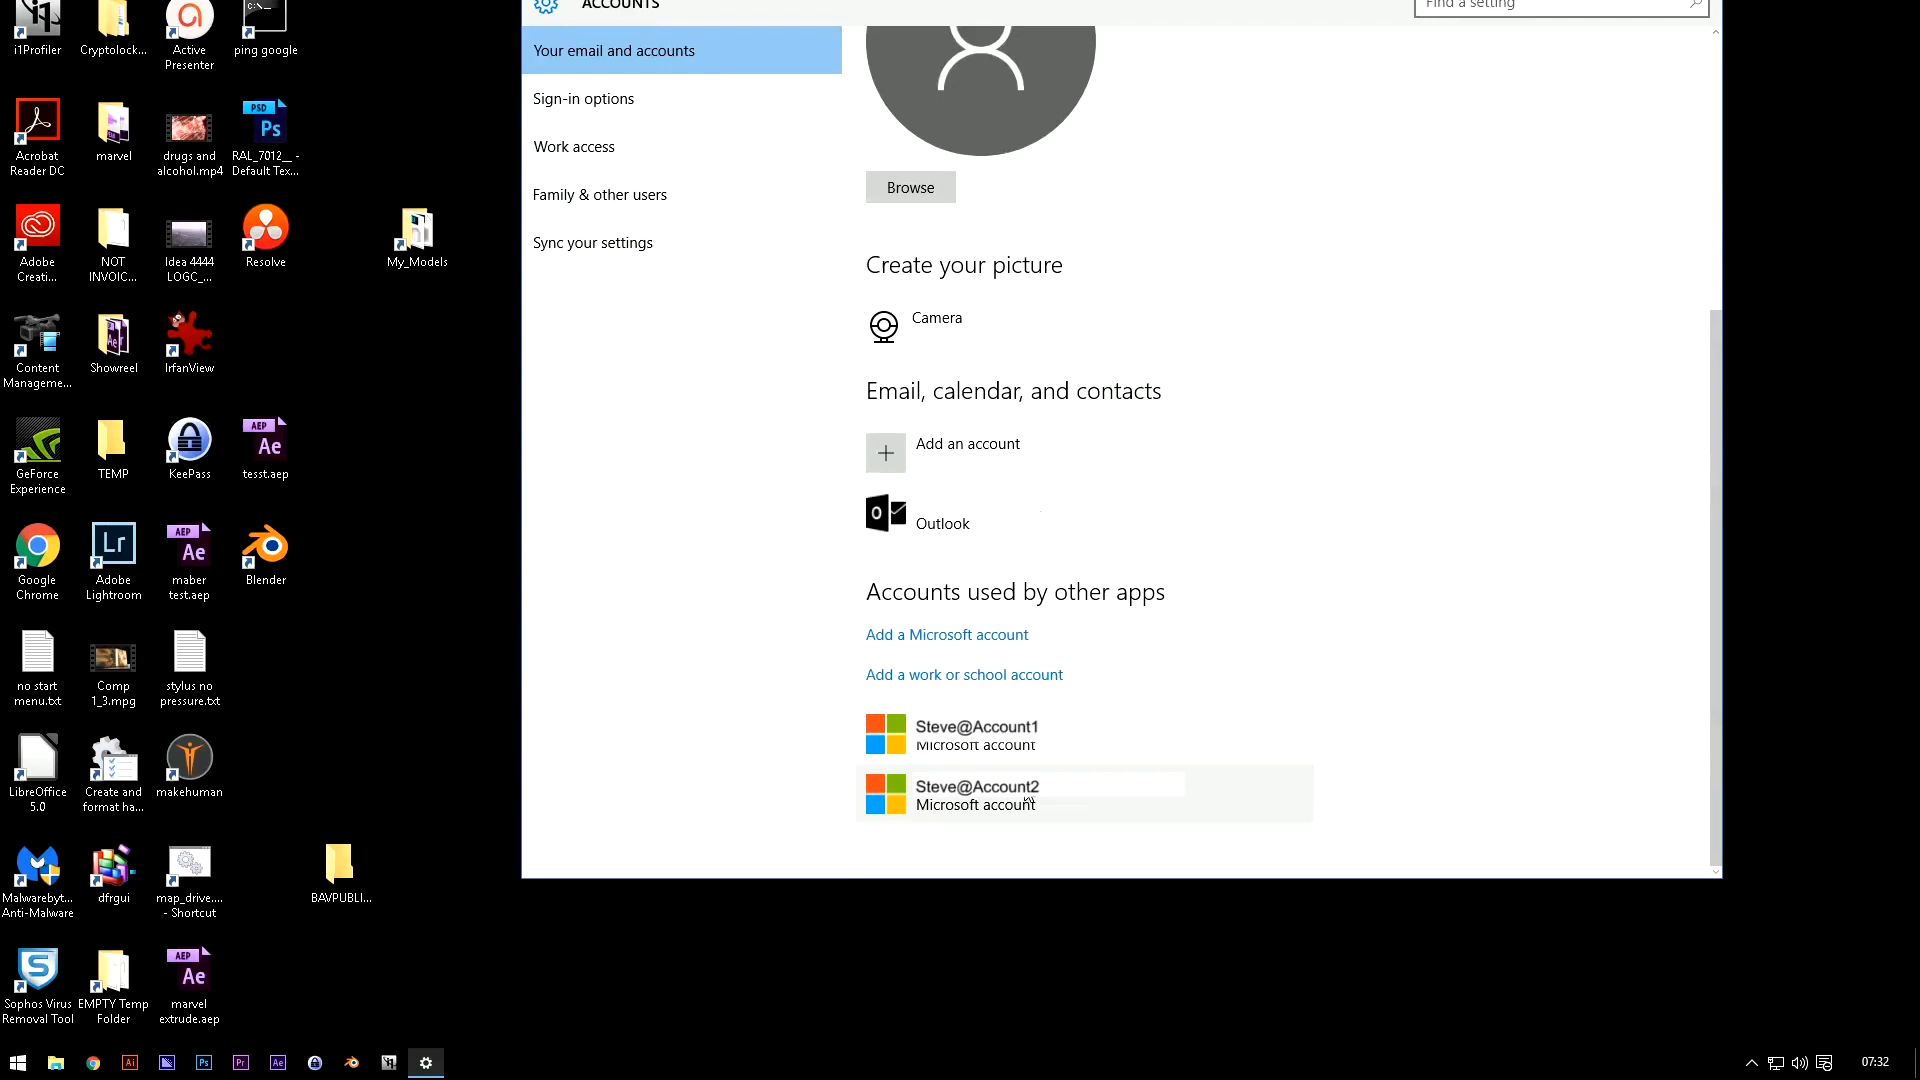 ACCOUNTS
Find a setting
Your email and accounts
Sign-in options
Work access
Family & other users
Sync your settings
Browse
Create your picture
Camera
Email, calendar, and contacts
Add an account
Outlook
Accounts used by other apps
Add a Microsoft account
Add a work or school account
Steve@Account1
Microsoft account
Steve@Account2
Microsoft account
i1Profiler
Cryptolock...
Active
Presenter
ping google
Acrobat
Reader DC
marvel
drugs and
alcohol.mp4
PSD
Ps
RAL_7012__ -
Default Tex...
Adobe
Creati...
NOT
INVOIC...
Idea 4444
LOGC_...
Resolve
My_Models
Content
Manageme...
Showreel
IrfanView
GeForce
Experience
TEMP
KeePass
AEP
Ae
tesst.aep
Google
Chrome
Lr
Adobe
Lightroom
AEP
Ae
maber
test.aep
Blender
no start
menu.txt
Comp
1_3.mpg
stylus no
pressure.txt
LibreOffice
5.0
Create and
format ha...
makehuman
Malwarebyt...
Anti-Malware
dfrgui
map_drive....
- Shortcut
BAVPUBLI...
Sophos Virus
Removal Tool
EMPTY Temp
Folder
AEP
Ae
marvel
extrude.aep
Ai
Ps
Pr
Ae
07:32